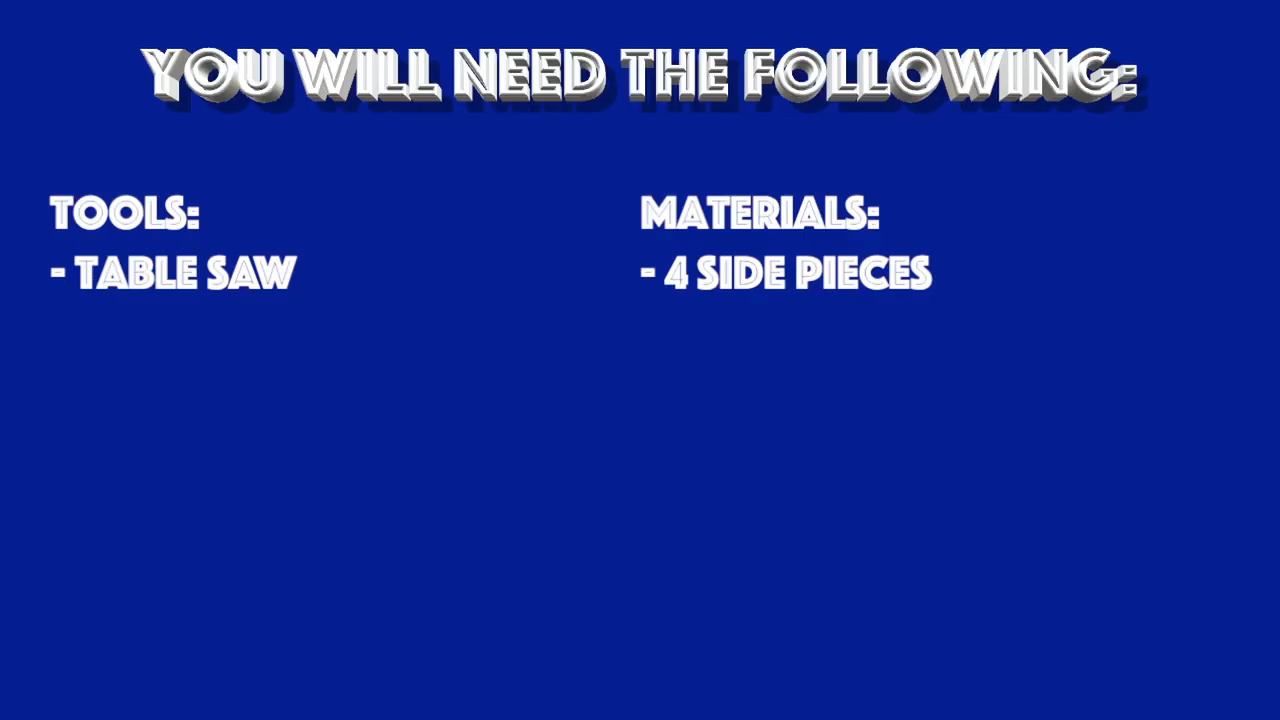 YOU WILL NEED THE FOLLOWING:
TOOLS:
- TABLE SAW
MATERIALS:
- 4 SIDE PIECES